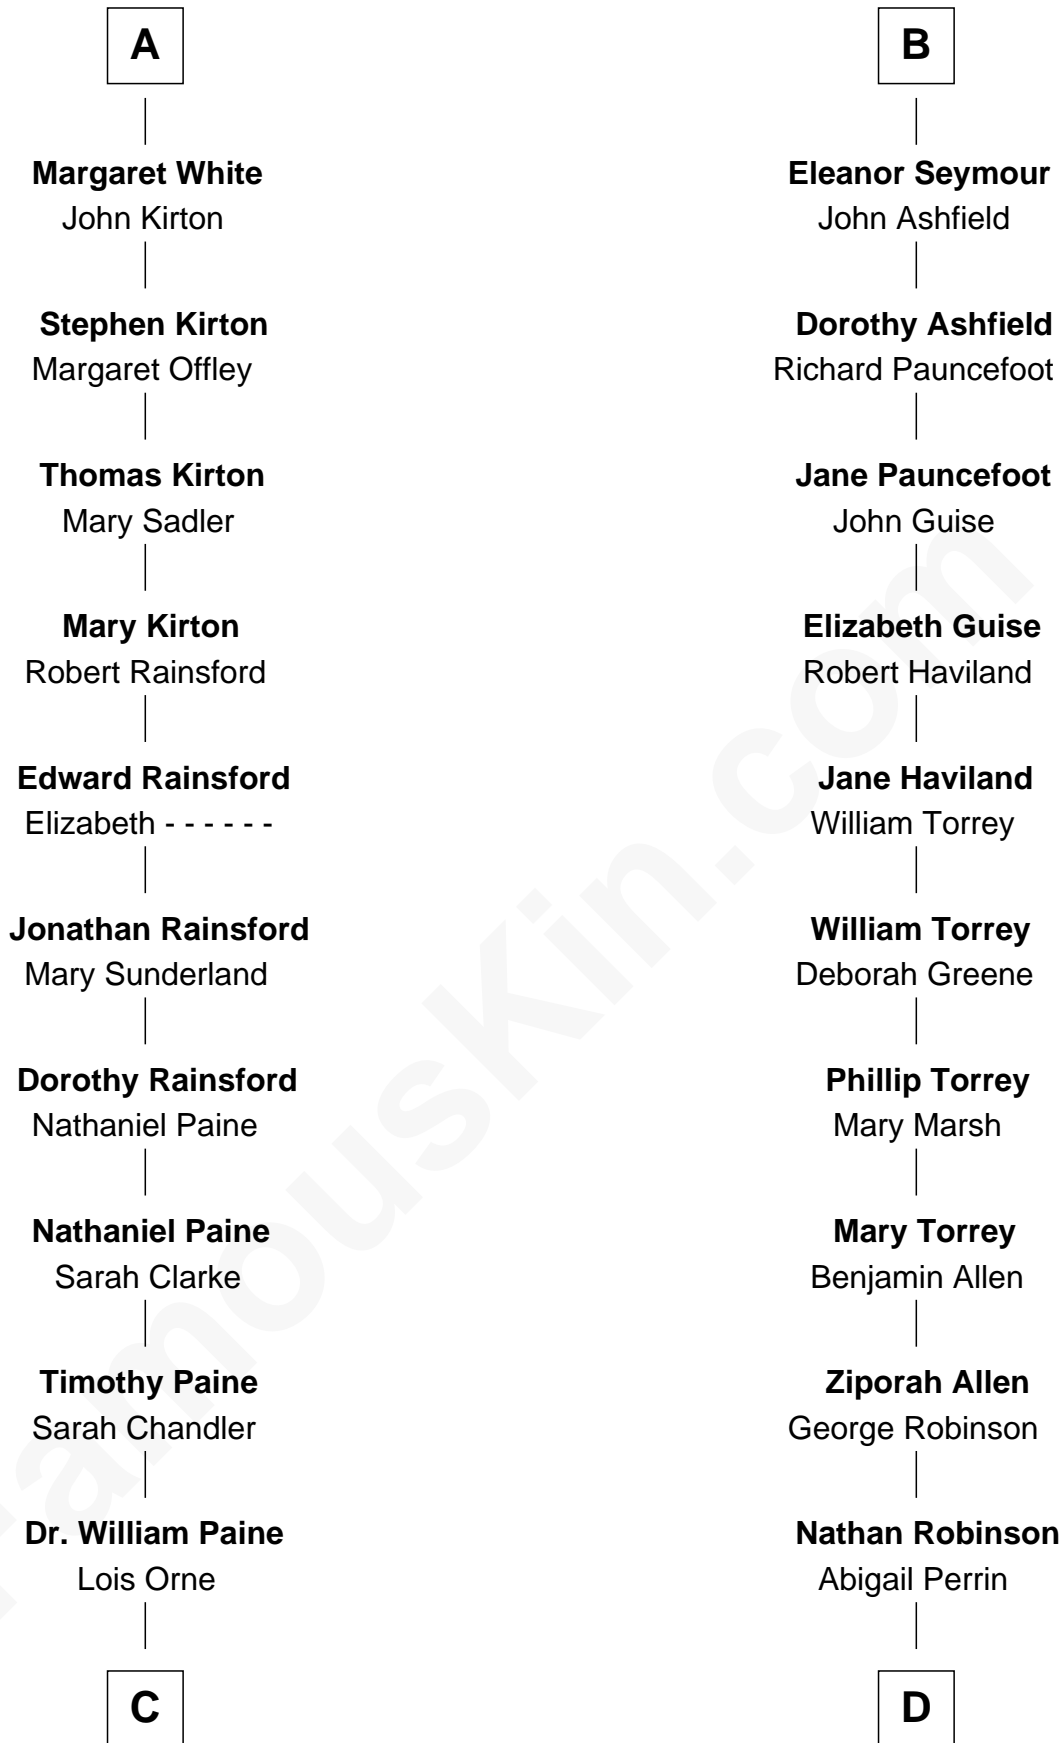 A
B
Margaret White
John Kirton
Eleanor Seymour
John Ashfield
Stephen Kirton
Margaret Offley
Dorothy Ashfield
Richard Pauncefoot
Thomas Kirton
Mary Sadler
Jane Pauncefoot
John Guise
Mary Kirton
Robert Rainsford
Elizabeth Guise
Robert Haviland
Edward Rainsford
Elizabeth - - - - - -
Jane Haviland
William Torrey
Jonathan Rainsford
Mary Sunderland
William Torrey
Deborah Greene
Dorothy Rainsford
Nathaniel Paine
Phillip Torrey
Mary Marsh
Nathaniel Paine
Sarah Clarke
Mary Torrey
Benjamin Allen
Timothy Paine
Sarah Chandler
Ziporah Allen
George Robinson
Dr. William Paine
Lois Orne
Nathan Robinson
Abigail Perrin
C
D
FamousKin.com